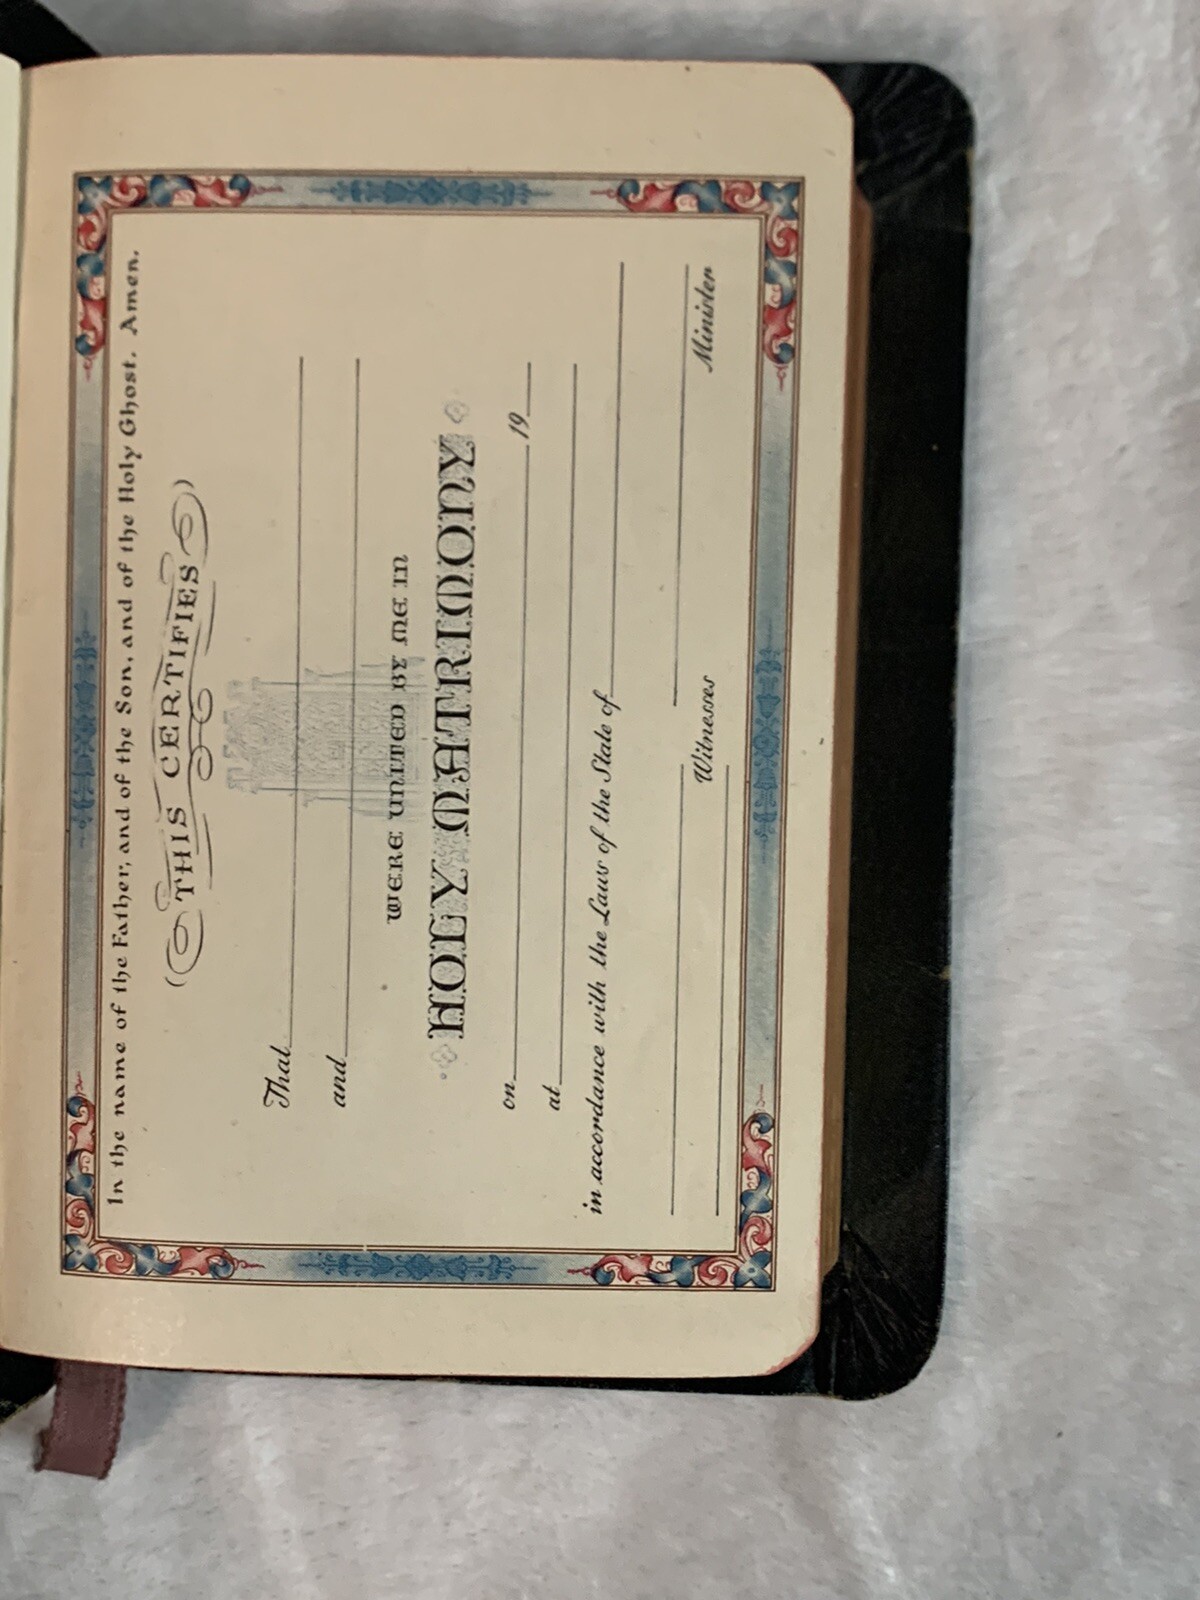 In the name of the Father, and of the Son, and of the Holy Ghost. Amen.
THIS CERTIFIES
That
and
WERE UNITED BY ME IN
HOLY MATRIMONY
on 19
at
in accordance with the Laws of the State of
Minister
Witnesses